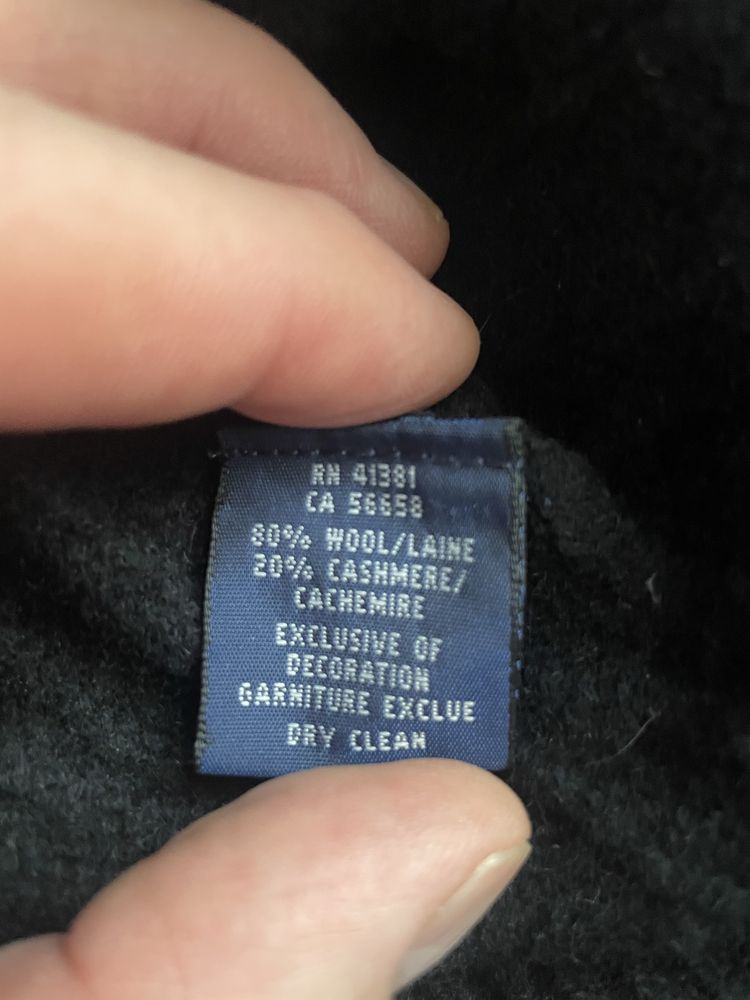 RN 41381
CA 56658
80% WOOL/LAINE
20% CASHMERE/
CACHEMIRE
EXCLUSIVE OF
DECORATION
GARNITURE EXCLUE
DRY CLEAN